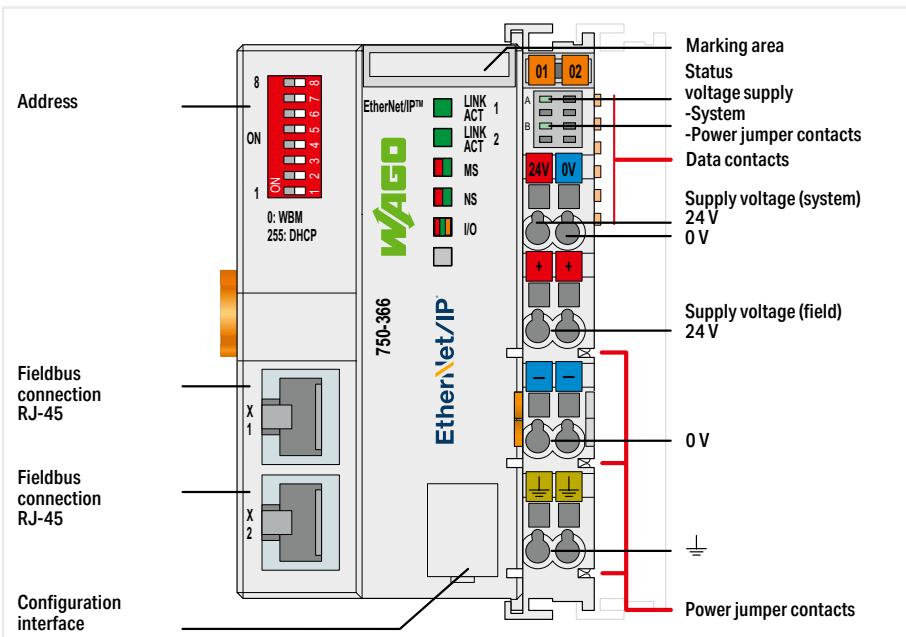 Address
Fieldbus
connection
RJ-45
Fieldbus
connection
RJ-45
Configuration
interface
8
ON
1
8
7
6
5
4
3
2
1
ON
0: WBM
255: DHCP
X
1
X
2
EtherNet/IP™
LINK
ACT 1
LINK
ACT 2
MS
NS
I/O
WAGO
750-366
EtherNet/IP
01 02
A
B
24V 0V
+ +
— —
Marking area
Status
voltage supply
-System
-Power jumper contacts
Data contacts
Supply voltage (system)
24 V
0 V
Supply voltage (field)
24 V
0 V
Power jumper contacts